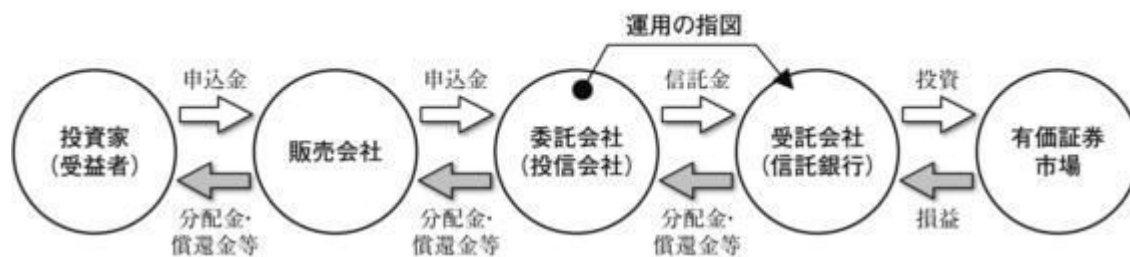 運用の指図
申込金
申込金
信託金
投資
投資家
（受益者）
販売会社
委託会社
（投信会社）
受託会社
（信託銀行）
有価証券
市場
分配金・
償還金等
分配金・
償還金等
分配金・
償還金等
損益